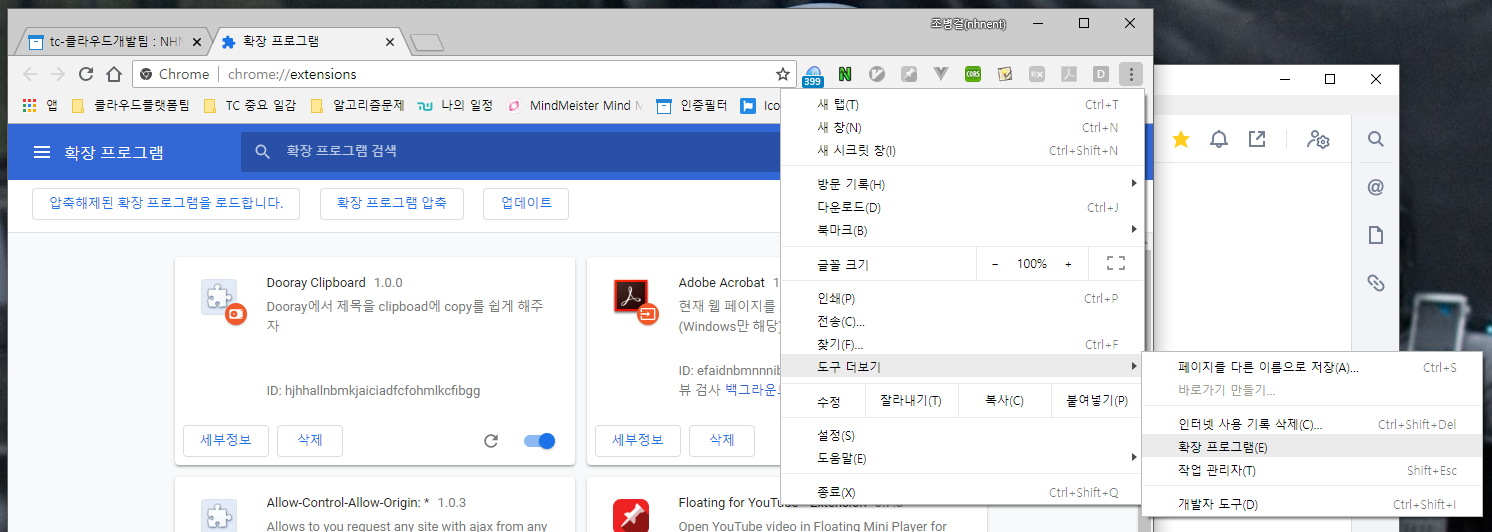 조병걸(nhnent)
tc-클라우드개발팀 : NHN
확장 프로그램
Chrome
chrome://extensions
399
N
CORS
D
앱
클라우드플랫폼팀
TC 중요 일감
알고리즘문제
나의 일정
MindMeister Mind M
인증필터
Ico
확장 프로그램
확장 프로그램 검색
압축해제된 확장 프로그램을 로드합니다.
확장 프로그램 압축
업데이트
Dooray Clipboard 1.0.0
Dooray에서 제목을 clipboad에 copy를 쉽게 해주
자
ID: hjhhallnbmkjaiciadfcfohmlkcfibgg
세부정보
삭제
Adobe Acrobat 1
현재 웹 페이지를
(Windows만 해당)
ID: efaidnbmnnnib
뷰 검사 백그라운드
세부정보
삭제
Allow-Control-Allow-Origin: * 1.0.3
Allows to you request any site with ajax from any
Floating for YouTube™ Extension
Open YouTube video in Floating Mini Player for
새 탭(T) Ctrl+T
새 창(N) Ctrl+N
새 시크릿 창(I) Ctrl+Shift+N
방문 기록(H)
다운로드(D) Ctrl+J
북마크(B)
글꼴 크기 − 100% +
인쇄(P) Ctrl+P
전송(C)...
찾기(F)... Ctrl+F
도구 더보기
수정 잘라내기(T) 복사(C) 붙여넣기(P)
설정(S)
도움말(E)
종료(X) Ctrl+Shift+Q
페이지를 다른 이름으로 저장(A)... Ctrl+S
바로가기 만들기...
인터넷 사용 기록 삭제(C)... Ctrl+Shift+Del
확장 프로그램(E)
작업 관리자(T) Shift+Esc
개발자 도구(D) Ctrl+Shift+I